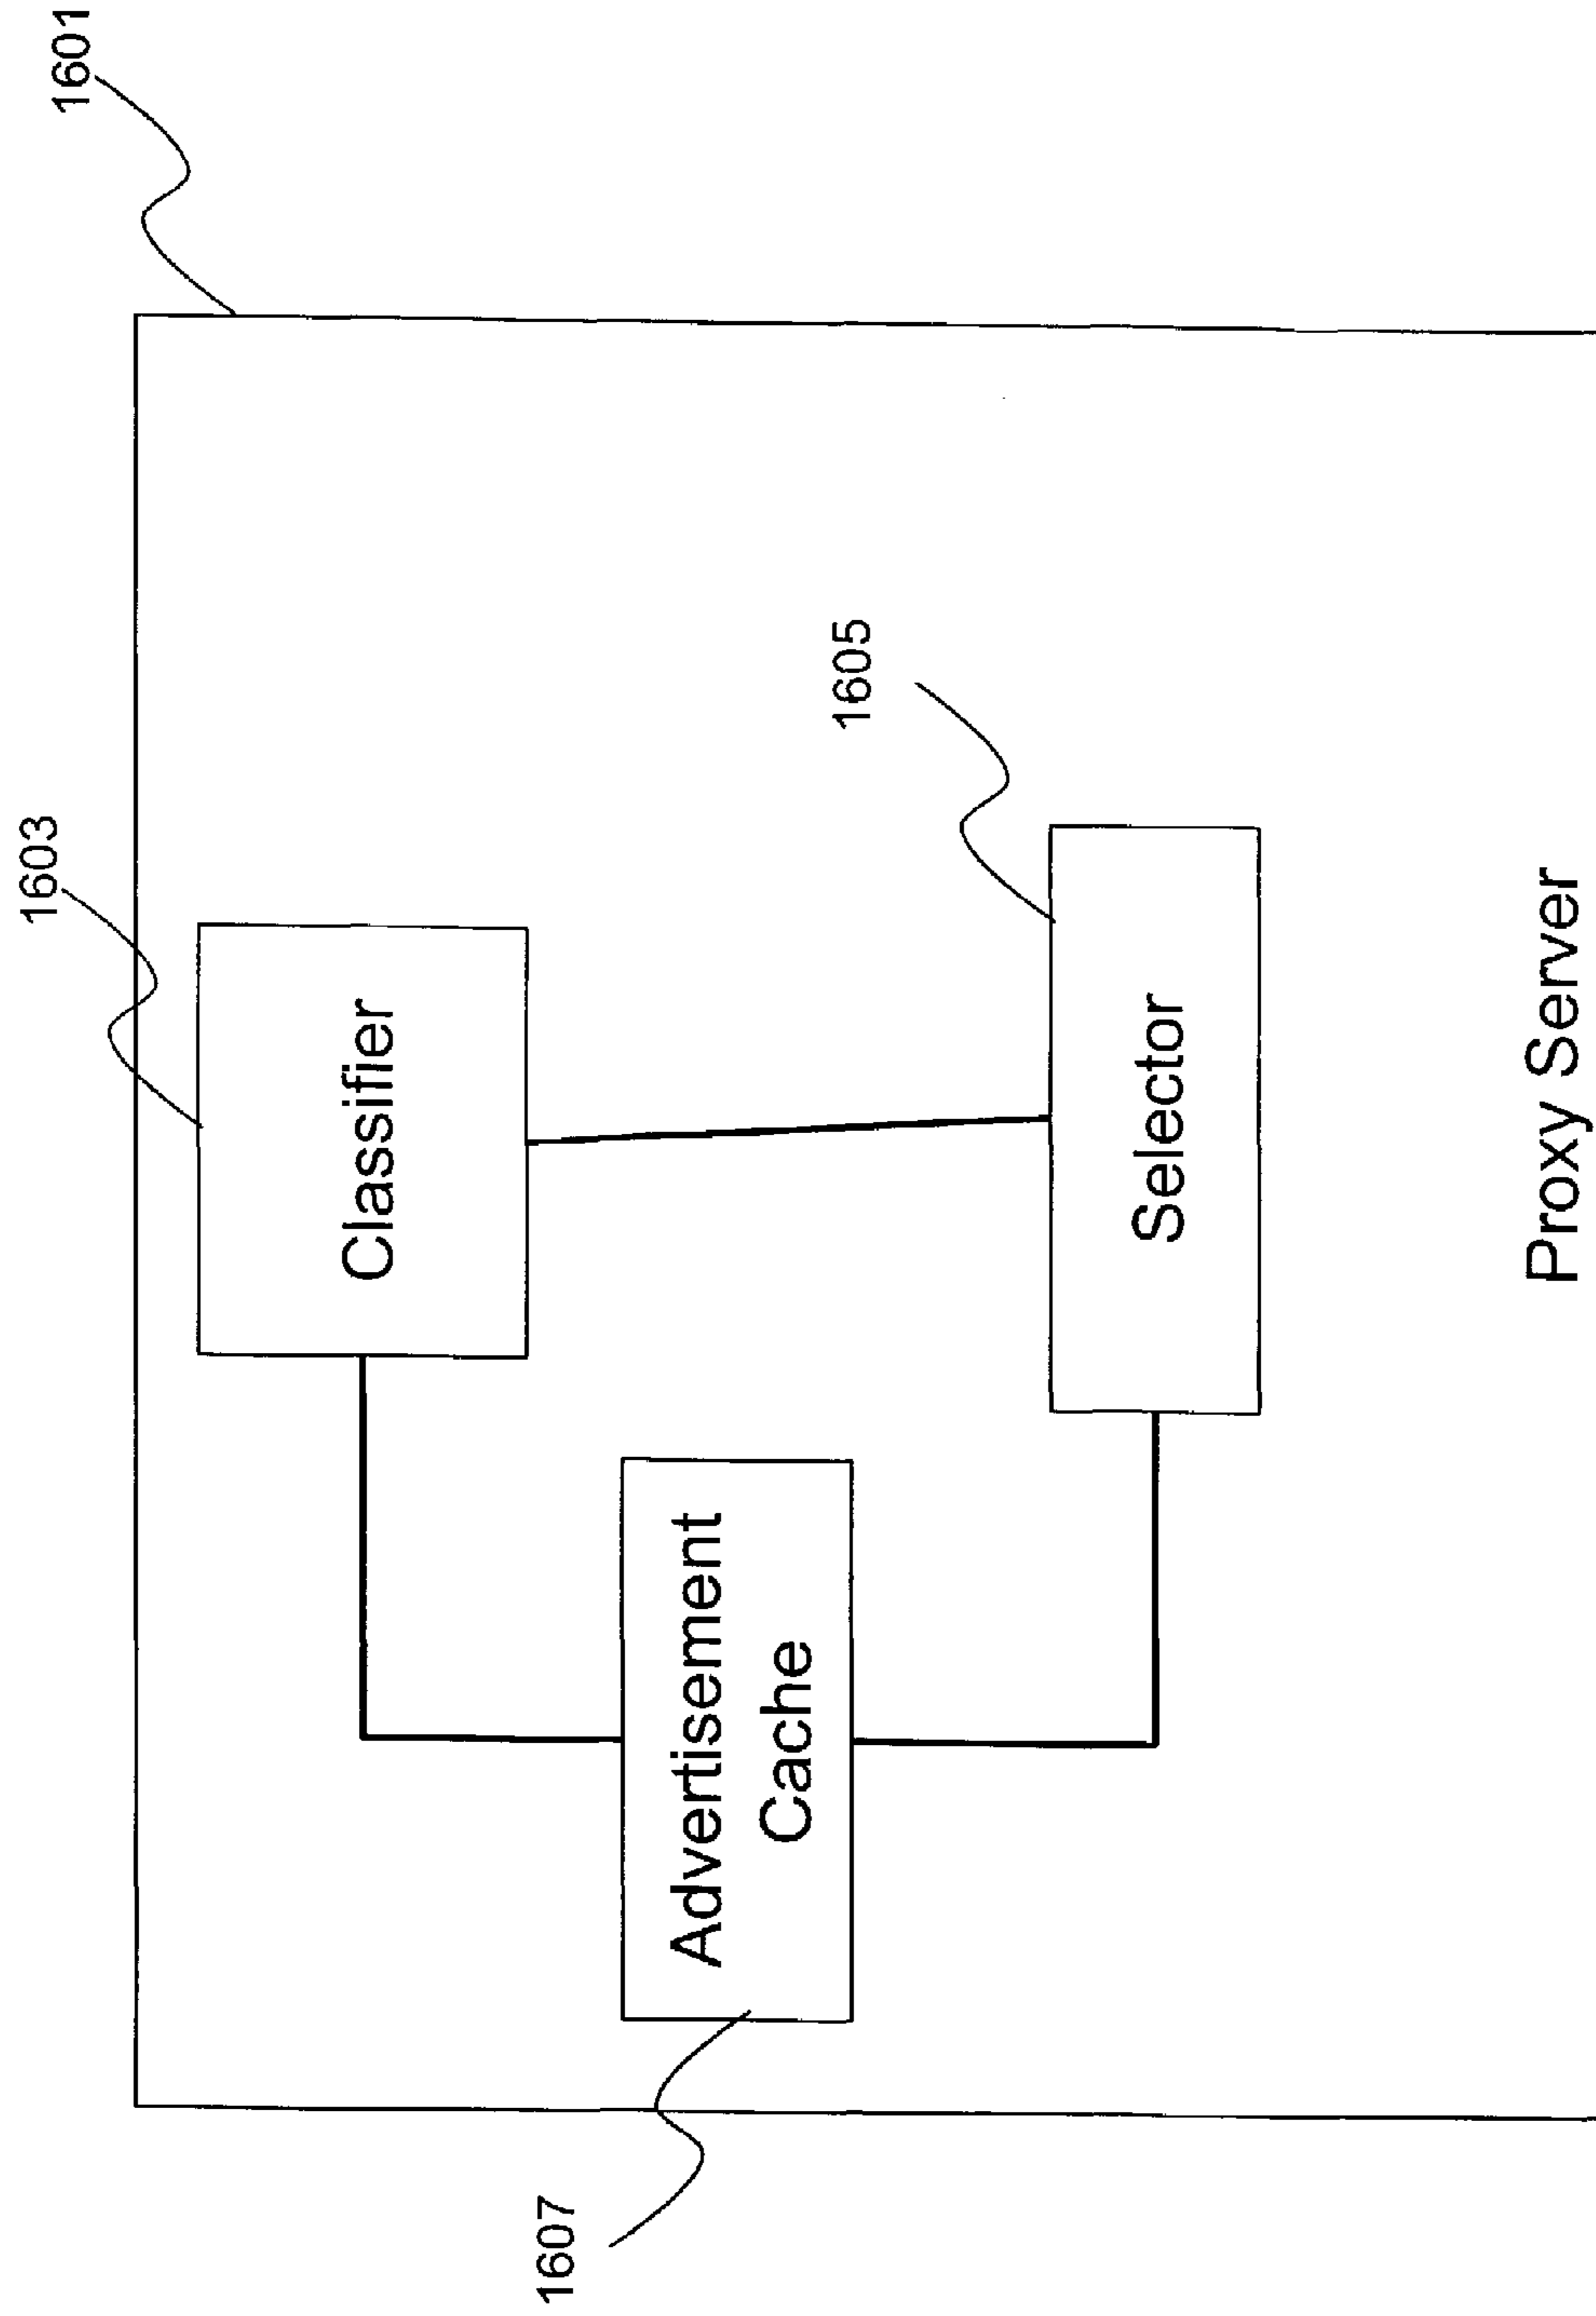 1601
1603
Classifier
1605
Advertisement
Cache
Selector
1607
Proxy Server